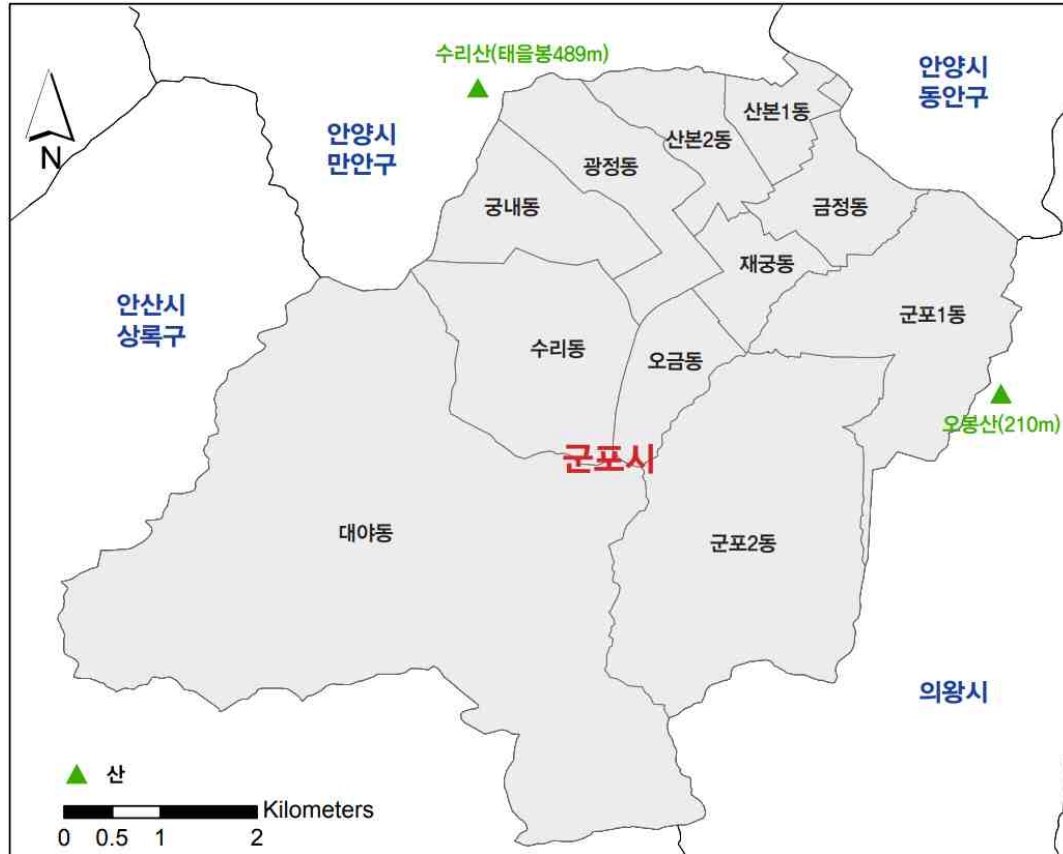 수리산(태을봉489m)
안양시
동안구
안양시
만안구
산본1동
산본2동
광정동
궁내동
금정동
재궁동
N
안산시
상록구
군포1동
수리동
오금동
오봉산(210m)
군포시
대야동
군포2동
의왕시
산
Kilometers
0 0.5 1 2